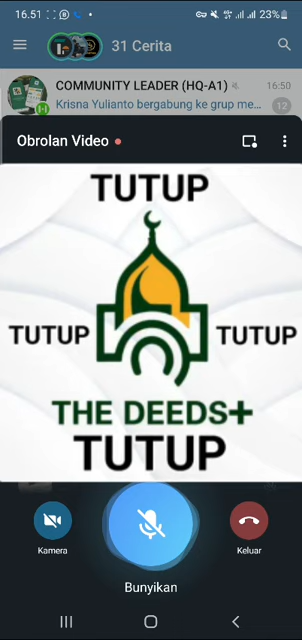 16.51
23%
31 Cerita
COMMUNITY LEADER (HQ-A1)
16:50
Krisna Yulianto bergabung ke grup me...
12
Obrolan Video
TUTUP
TUTUP
TUTUP
THE DEEDS+
TUTUP
Kamera
Keluar
Bunyikan